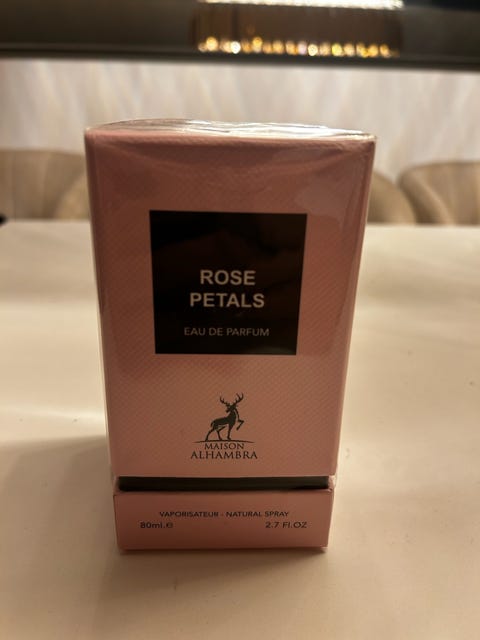 ROSE
PETALS
EAU DE PARFUM
MAISON
ALHAMBRA
VAPORISATEUR - NATURAL SPRAY
80ml.℮ 2.7 Fl.OZ